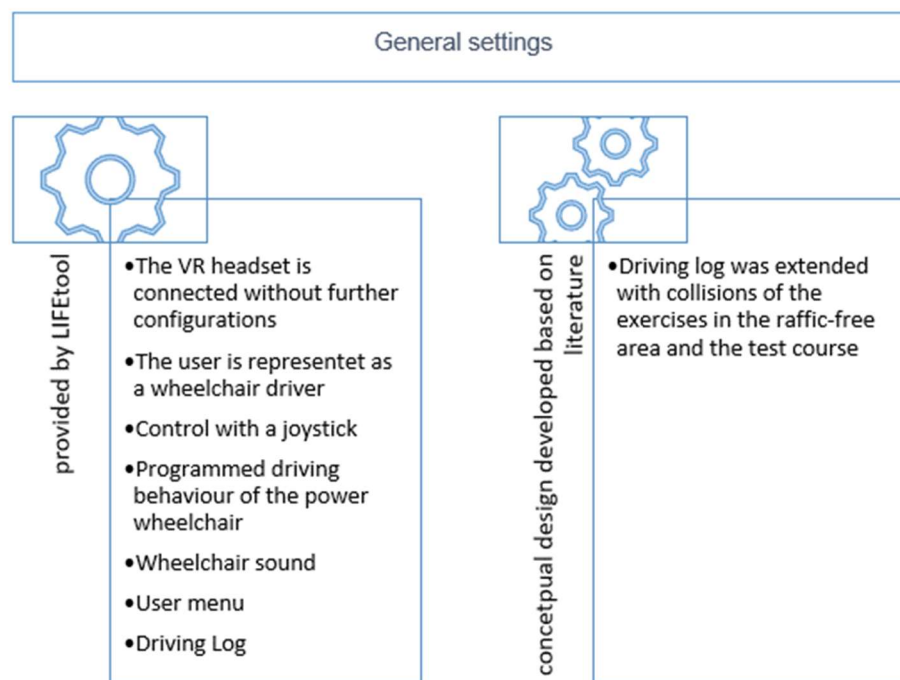 General settings
provided by LIFEtool
•The VR headset is
connected without further
configurations
•The user is representet as
a wheelchair driver
•Control with a joystick
•Programmed driving
behaviour of the power
wheelchair
•Wheelchair sound
•User menu
•Driving Log
concetpual design developed based on
literature
•Driving log was extended
with collisions of the
exercises in the raffic-free
area and the test course